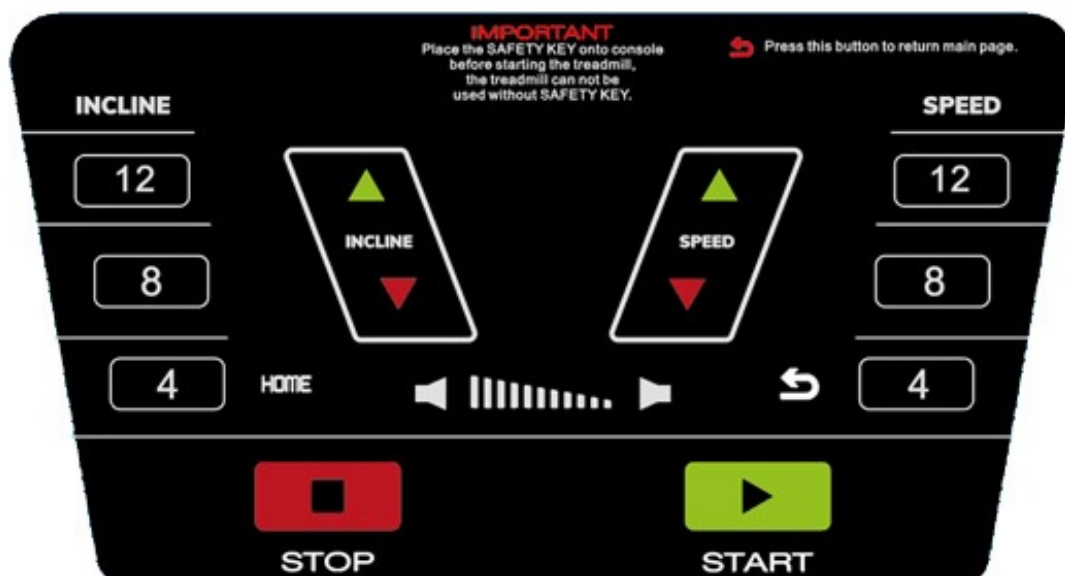 IMPORTANT
Place the SAFETY KEY onto console
before starting the treadmill,
the treadmill can not be
used without SAFETY KEY.
Press this button to return main page.
INCLINE
SPEED
12
12
INCLINE
SPEED
8
8
4
HOME
4
STOP
START